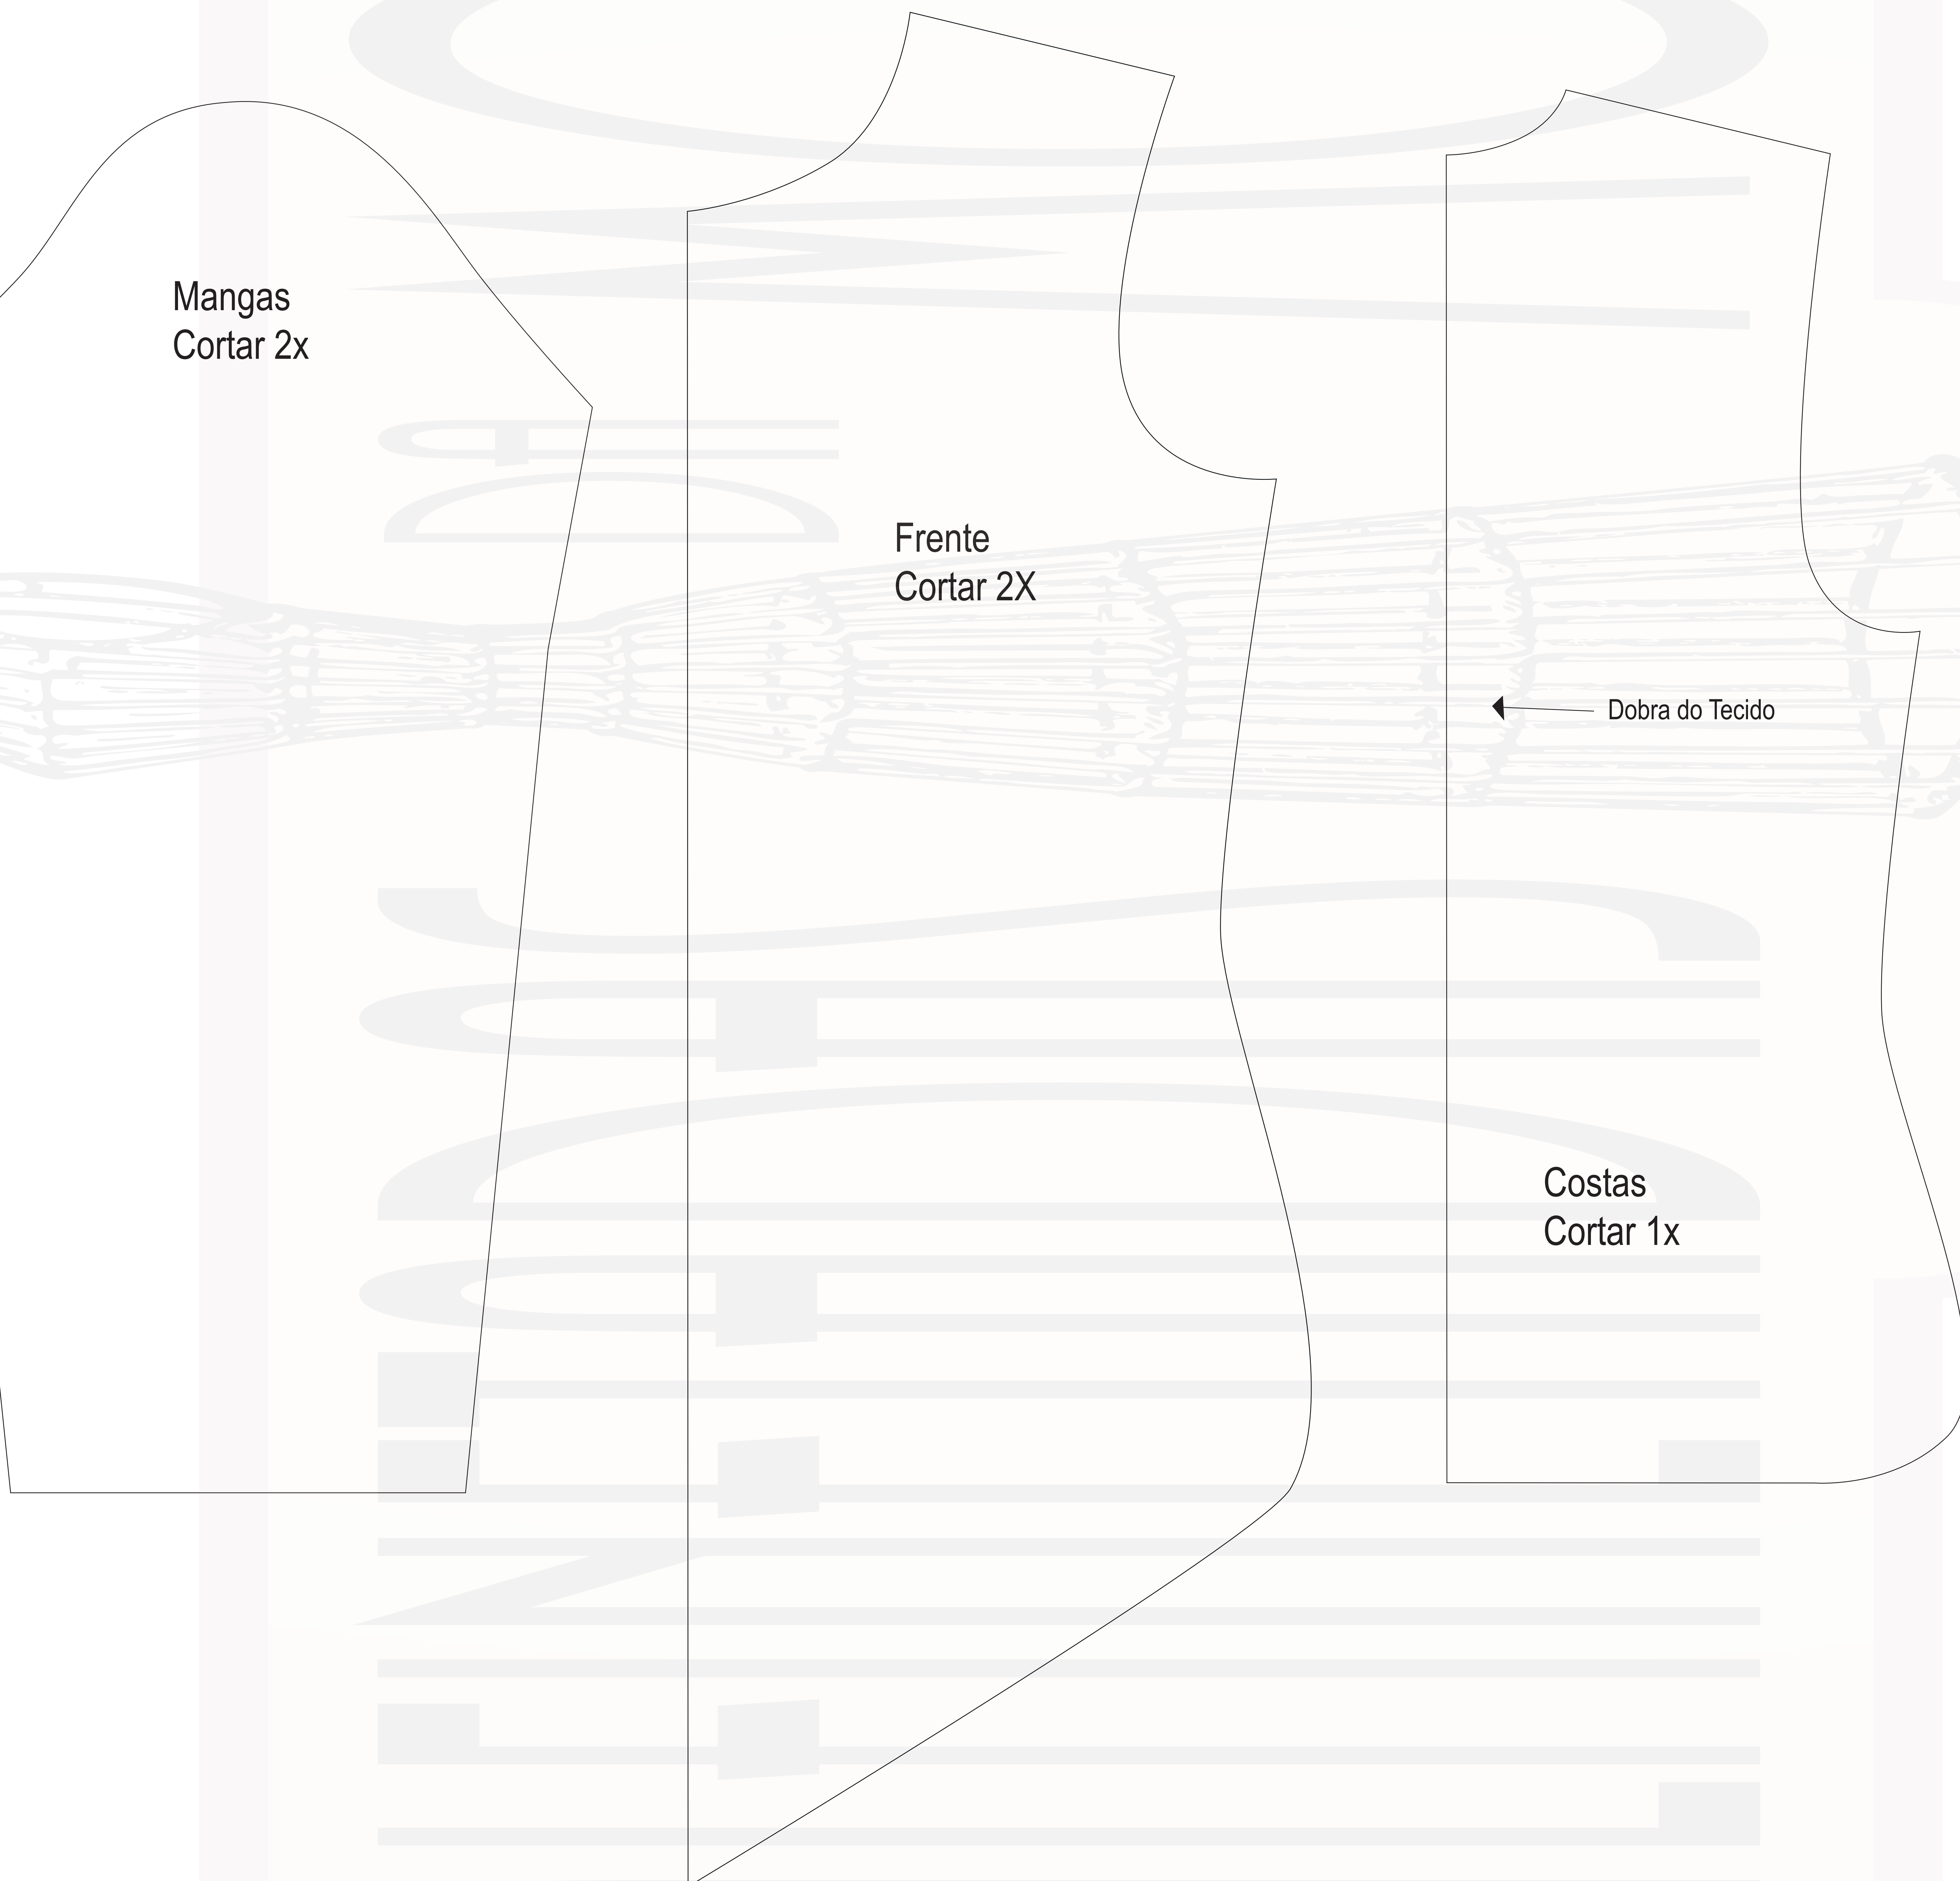 Mangas
Cortar 2x
Frente
Cortar 2X
Dobra do Tecido
Costas
Cortar 1x